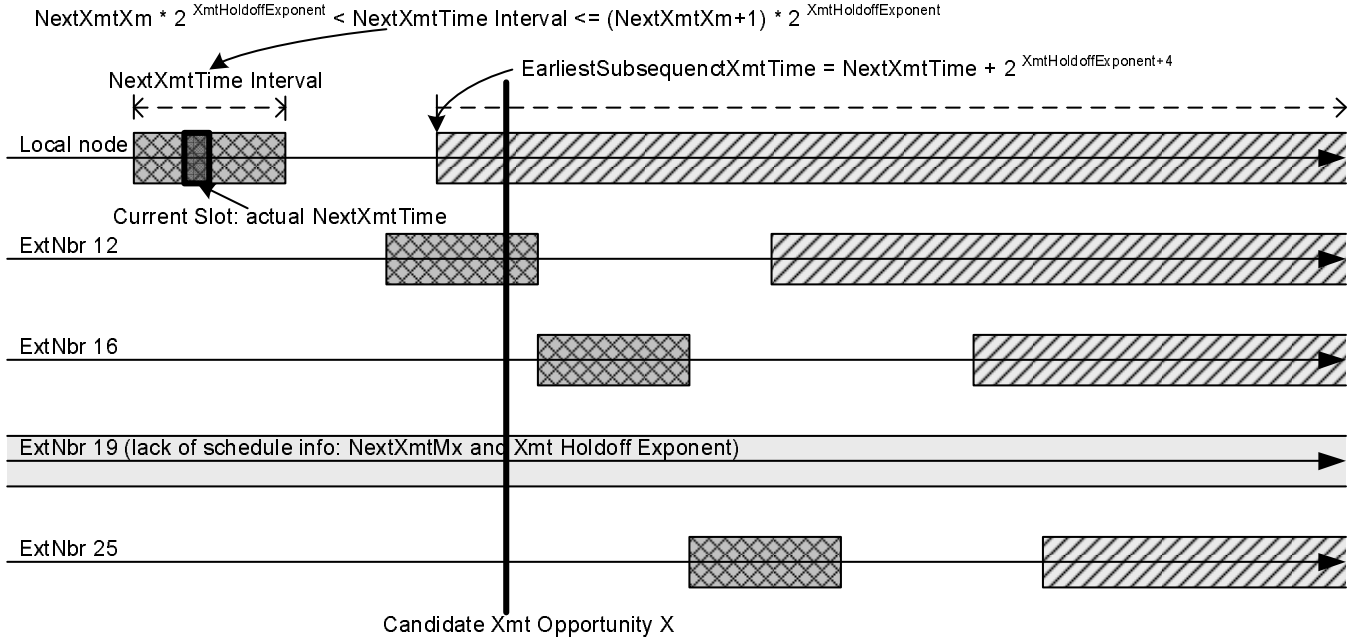 NextXmtXm * 2 XmtHoldoffExponent < NextXmtTime Interval <= (NextXmtXm+1) * 2 XmtHoldoffExponent
NextXmtTime Interval
EarliestSubsequenctXmtTime = NextXmtTime + 2 XmtHoldoffExponent+4
Local node
Current Slot: actual NextXmtTime
ExtNbr 12
ExtNbr 16
ExtNbr 19 (lack of schedule info: NextXmtMx and Xmt Holdoff Exponent)
ExtNbr 25
Candidate Xmt Opportunity X